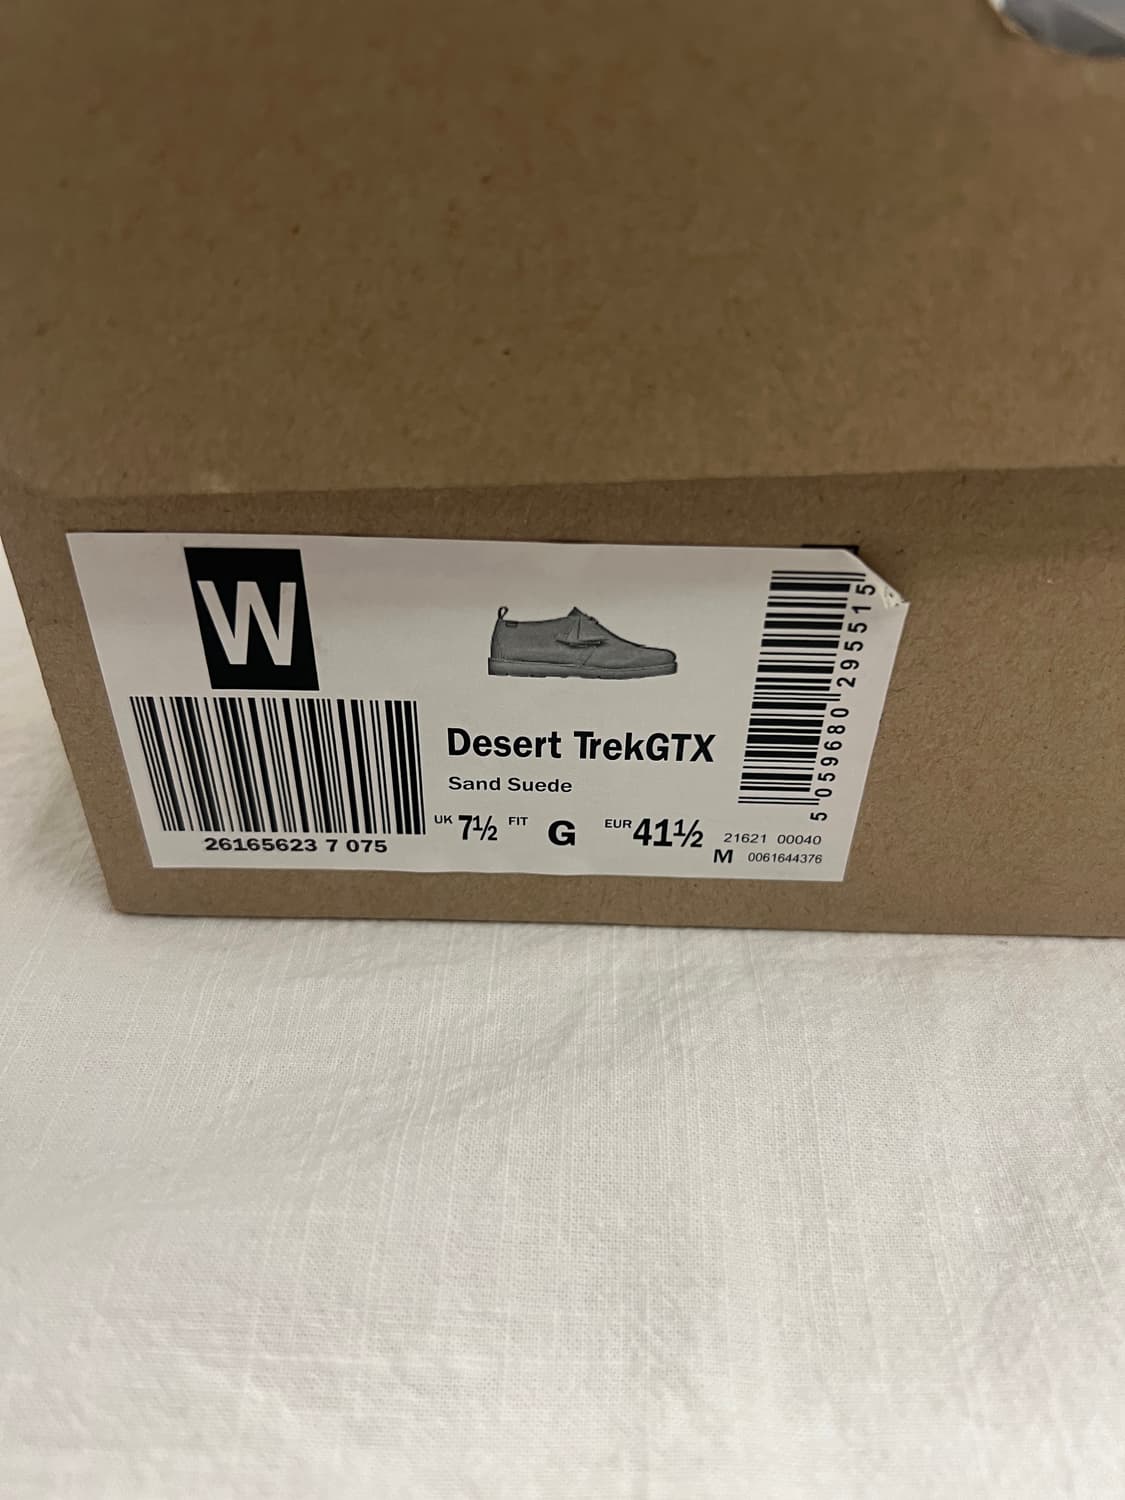 W
26165623 7 075
Desert TrekGTX
Sand Suede
UK 7½ FIT G EUR 41½
21621 00040
M 0061644376
5 059680 295515